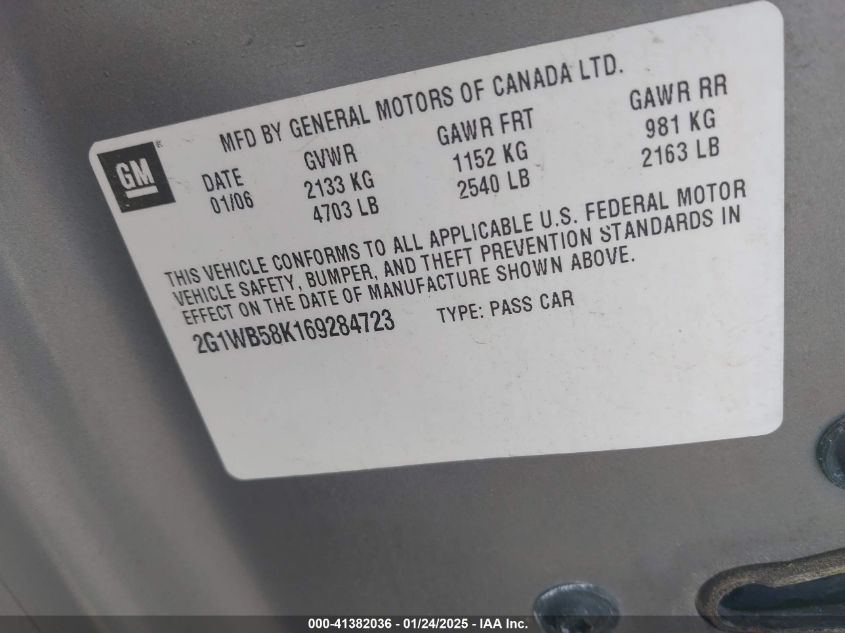 MFD BY GENERAL MOTORS OF CANADA LTD.
GM
DATE GVWR GAWR FRT GAWR RR
01/06 2133 KG 1152 KG 981 KG
4703 LB 2540 LB 2163 LB
THIS VEHICLE CONFORMS TO ALL APPLICABLE U.S. FEDERAL MOTOR
VEHICLE SAFETY, BUMPER, AND THEFT PREVENTION STANDARDS IN
EFFECT ON THE DATE OF MANUFACTURE SHOWN ABOVE.
2G1WB58K169284723 TYPE: PASS CAR
000-41382036 - 01/24/2025 - IAA Inc.